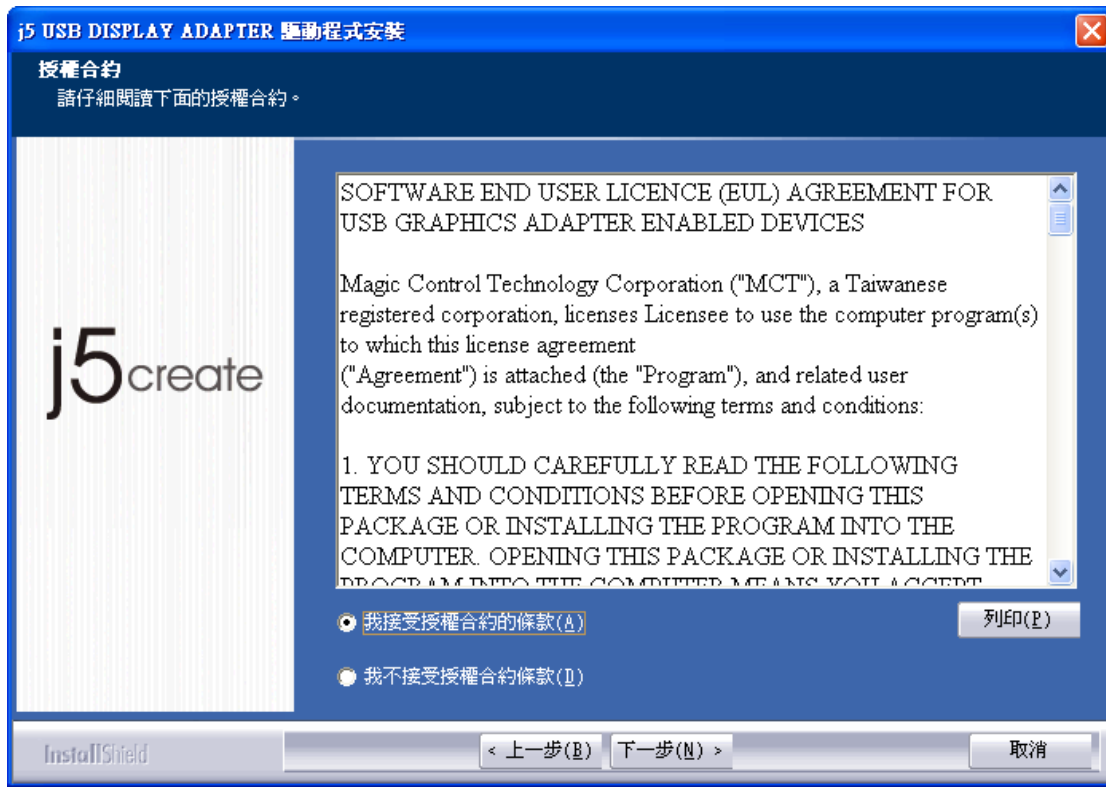 j5 USB DISPLAY ADAPTER 驅動程式安裝
授權合約
請仔細閱讀下面的授權合約。
j5create
SOFTWARE END USER LICENCE (EUL) AGREEMENT FOR
USB GRAPHICS ADAPTER ENABLED DEVICES
Magic Control Technology Corporation ("MCT"), a Taiwanese
registered corporation, licenses Licensee to use the computer program(s)
to which this license agreement
("Agreement") is attached (the "Program"), and related user
documentation, subject to the following terms and conditions:
1. YOU SHOULD CAREFULLY READ THE FOLLOWING
TERMS AND CONDITIONS BEFORE OPENING THIS
PACKAGE OR INSTALLING THE PROGRAM INTO THE
COMPUTER. OPENING THIS PACKAGE OR INSTALLING THE
PROGRAM INTO THE COMPUTER MEANS YOU ACCEPT
我接受授權合約的條款(A)
列印(P)
我不接受授權合約條款(D)
InstallShield
< 上一步(B)
下一步(N) >
取消